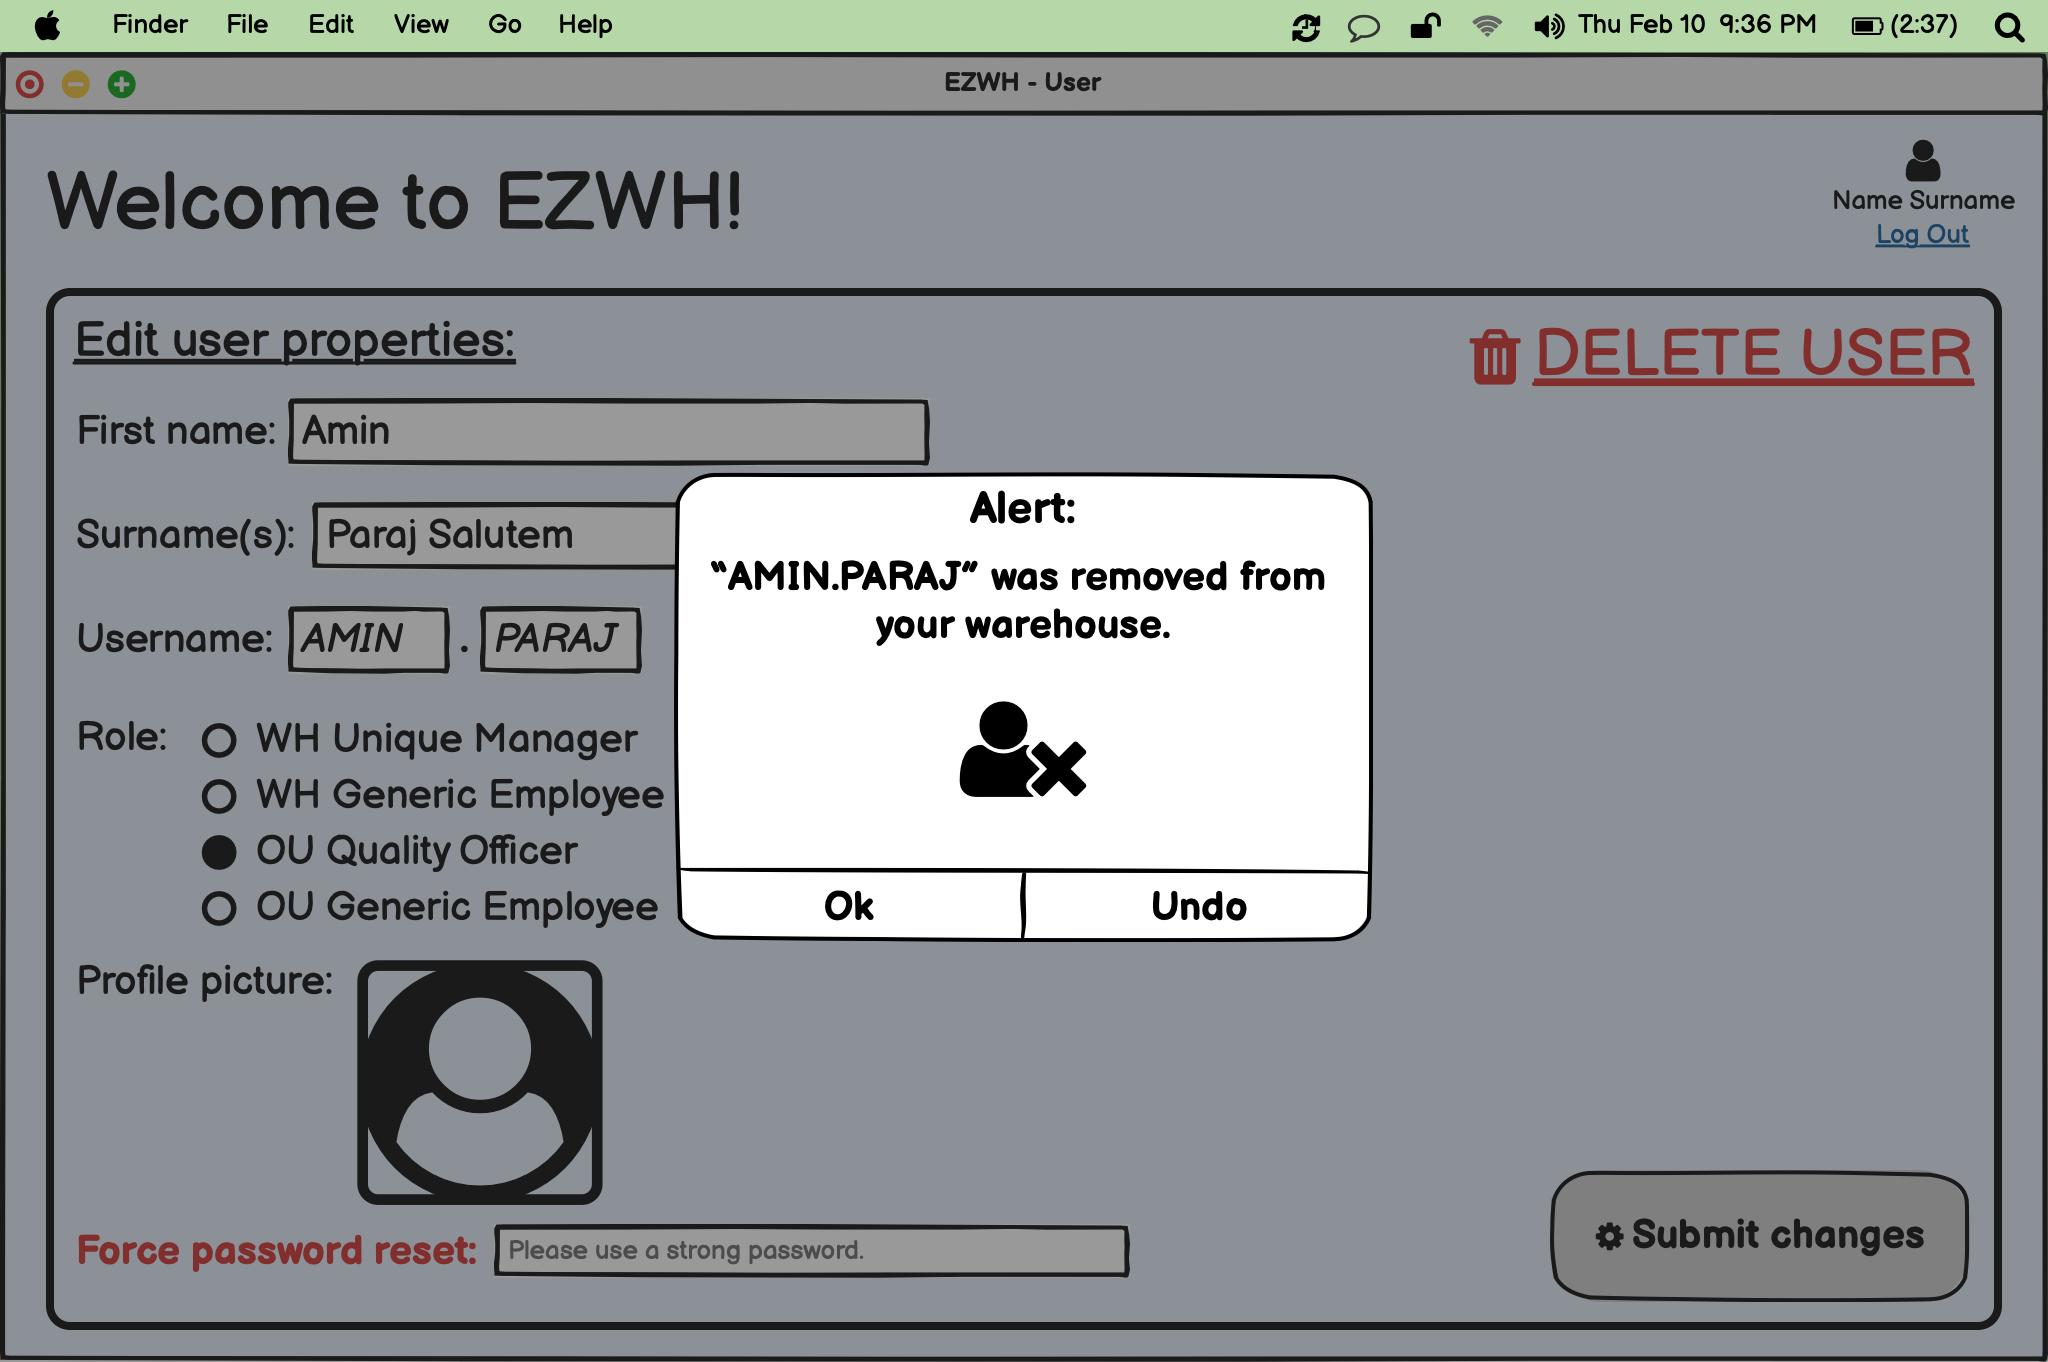 Finder File Edit View Go Help Thu Feb 10 9:36 PM (2:37)
EZWH - User
Welcome to EZWH!
Name Surname
Log Out
Edit user properties:
DELETE USER
First name: Amin
Surname(s): Paraj Salutem
Username: AMIN . PARAJ
Role: WH Unique Manager
WH Generic Employee
OU Quality Officer
OU Generic Employee
Profile picture:
Force password reset: Please use a strong password.
Submit changes
Alert:
“AMIN.PARAJ” was removed from
your warehouse.
Ok Undo